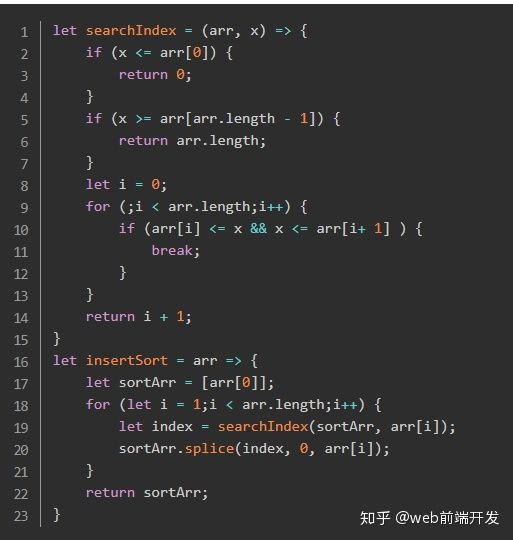 1 let searchIndex = (arr, x) => {
2     if (x <= arr[0]) {
3         return 0;
4     }
5     if (x >= arr[arr.length - 1]) {
6         return arr.length;
7     }
8     let i = 0;
9     for (;i < arr.length;i++) {
10         if (arr[i] <= x && x <= arr[i+ 1] ) {
11             break;
12         }
13     }
14     return i + 1;
15 }
16 let insertSort = arr => {
17     let sortArr = [arr[0]];
18     for (let i = 1;i < arr.length;i++) {
19         let index = searchIndex(sortArr, arr[i]);
20         sortArr.splice(index, 0, arr[i]);
21     }
22     return sortArr;
23 }
知乎 @web前端开发